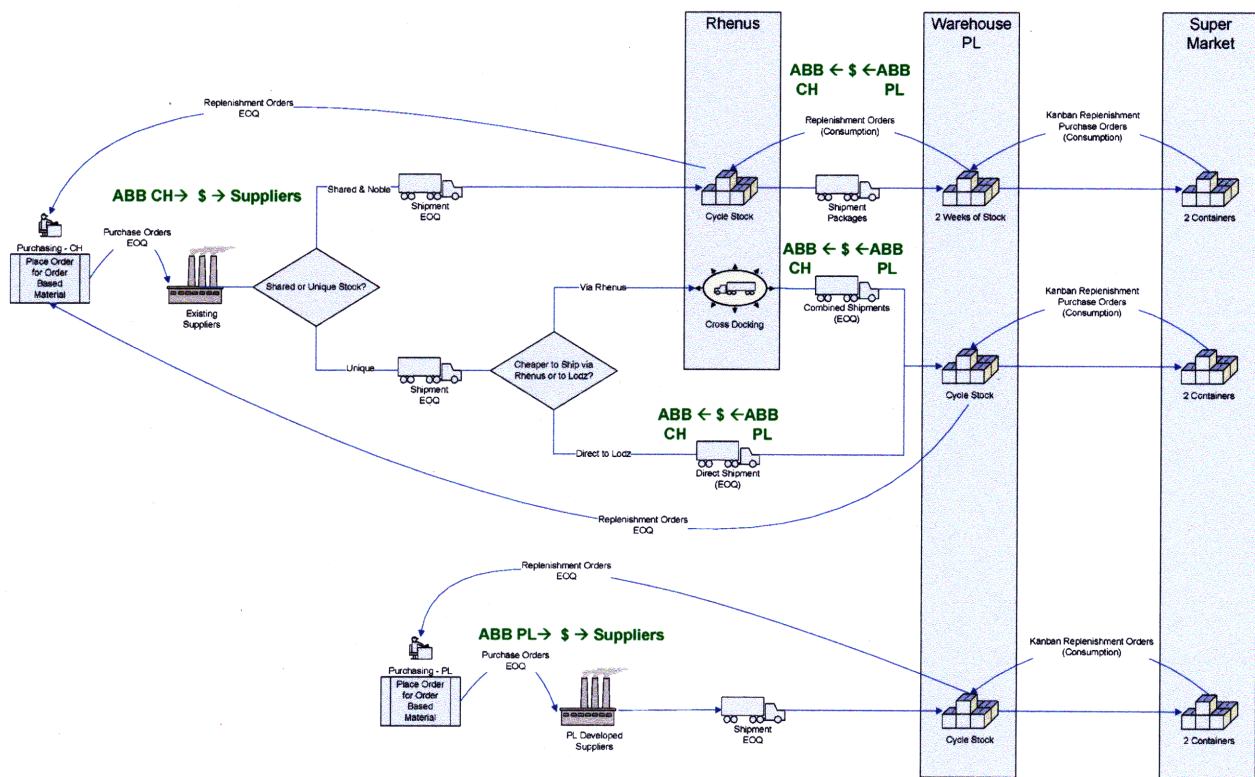 Rhenus
Warehouse
PL
Super
Market
ABB ← $ ←ABB
CH PL
Replenishment Orders
EOQ
Replenishment Orders
(Consumption)
Kanban Replenishment
Purchase Orders
(Consumption)
ABB CH→ $ → Suppliers
Shared & Noble
Shipment
EOQ
Cycle Stock
Shipment
Packages
2 Weeks of Stock
2 Containers
Purchasing - CH
Place Order
for Order
Based
Material
Purchase Orders
EOQ
Existing
Suppliers
Shared or Unique Stock?
ABB ← $ ←ABB
CH PL
Via Rhenus
Cross Docking
Combined Shipments
(EOQ)
Kanban Replenishment
Purchase Orders
(Consumption)
Unique
Shipment
EOQ
Cheaper to Ship via
Rhenus or to Lodz?
Cycle Stock
2 Containers
ABB ← $ ←ABB
CH PL
Direct to Lodz
Direct Shipment
(EOQ)
Replenishment Orders
EOQ
Replenishment Orders
EOQ
ABB PL→ $ → Suppliers
Kanban Replenishment Orders
(Consumption)
Purchasing - PL
Place Order
for Order
Based
Material
Purchase Orders
EOQ
PL Developed
Suppliers
Shipment
EOQ
Cycle Stock
2 Containers